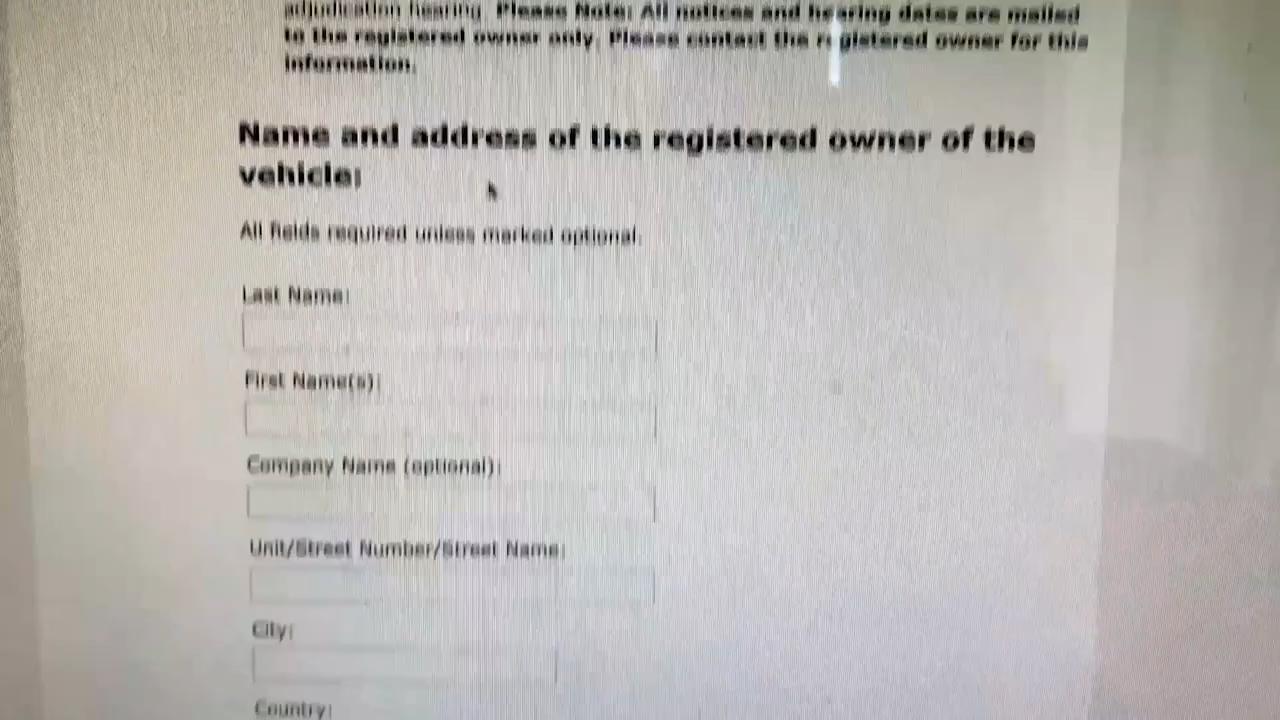 adjudication hearing. Please Note: All notices and hearing dates are mailed
to the registered owner only. Please contact the registered owner for this
information.
Name and address of the registered owner of the
vehicle:
All fields required unless marked optional.
Last Name:
First Name(s):
Company Name (optional):
Unit/Street Number/Street Name:
City:
Country: